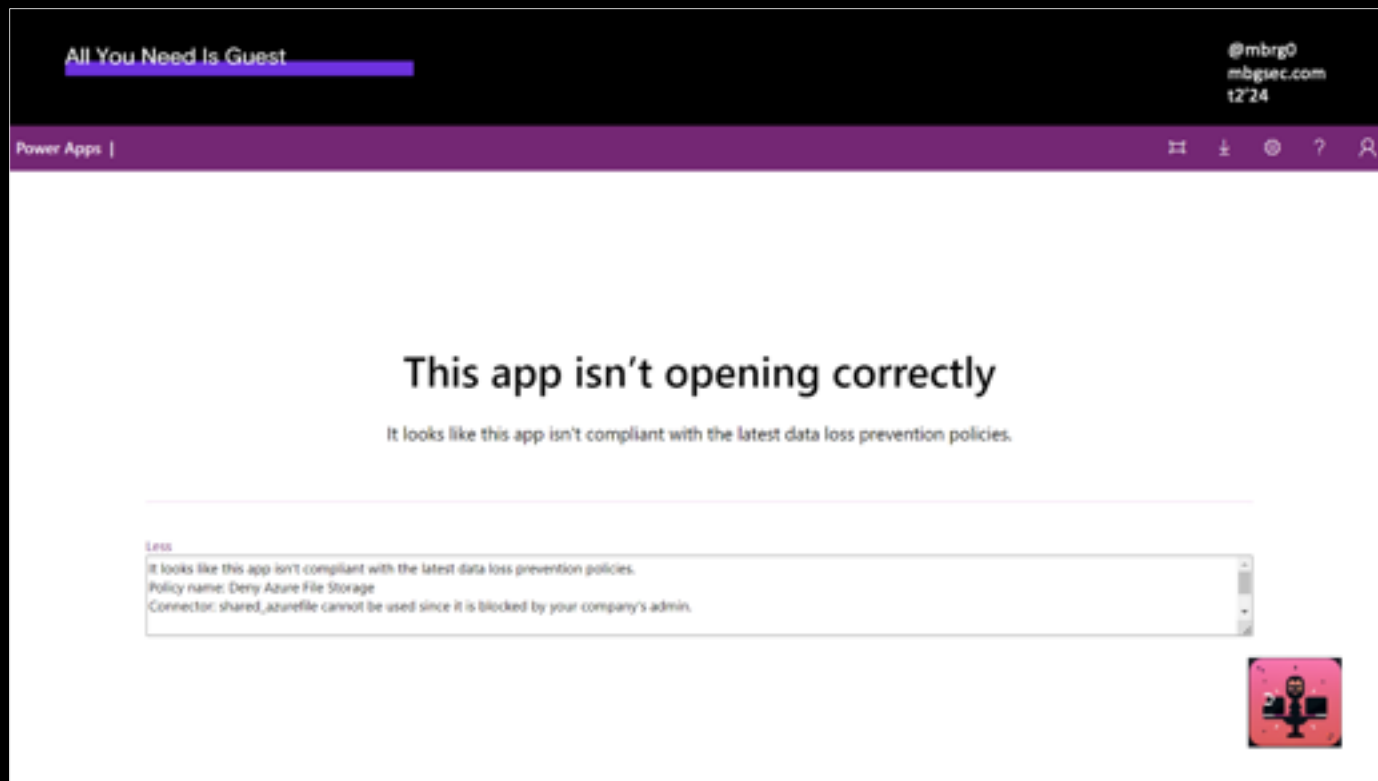 All You Need Is Guest
@mbrg0
mbgsec.com
t2'24
Power Apps |
This app isn't opening correctly
It looks like this app isn't compliant with the latest data loss prevention policies.
Less
It looks like this app isn't compliant with the latest data loss prevention policies.
Policy name: Deny Azure File Storage
Connector: shared_azurefile cannot be used since it is blocked by your company's admin.